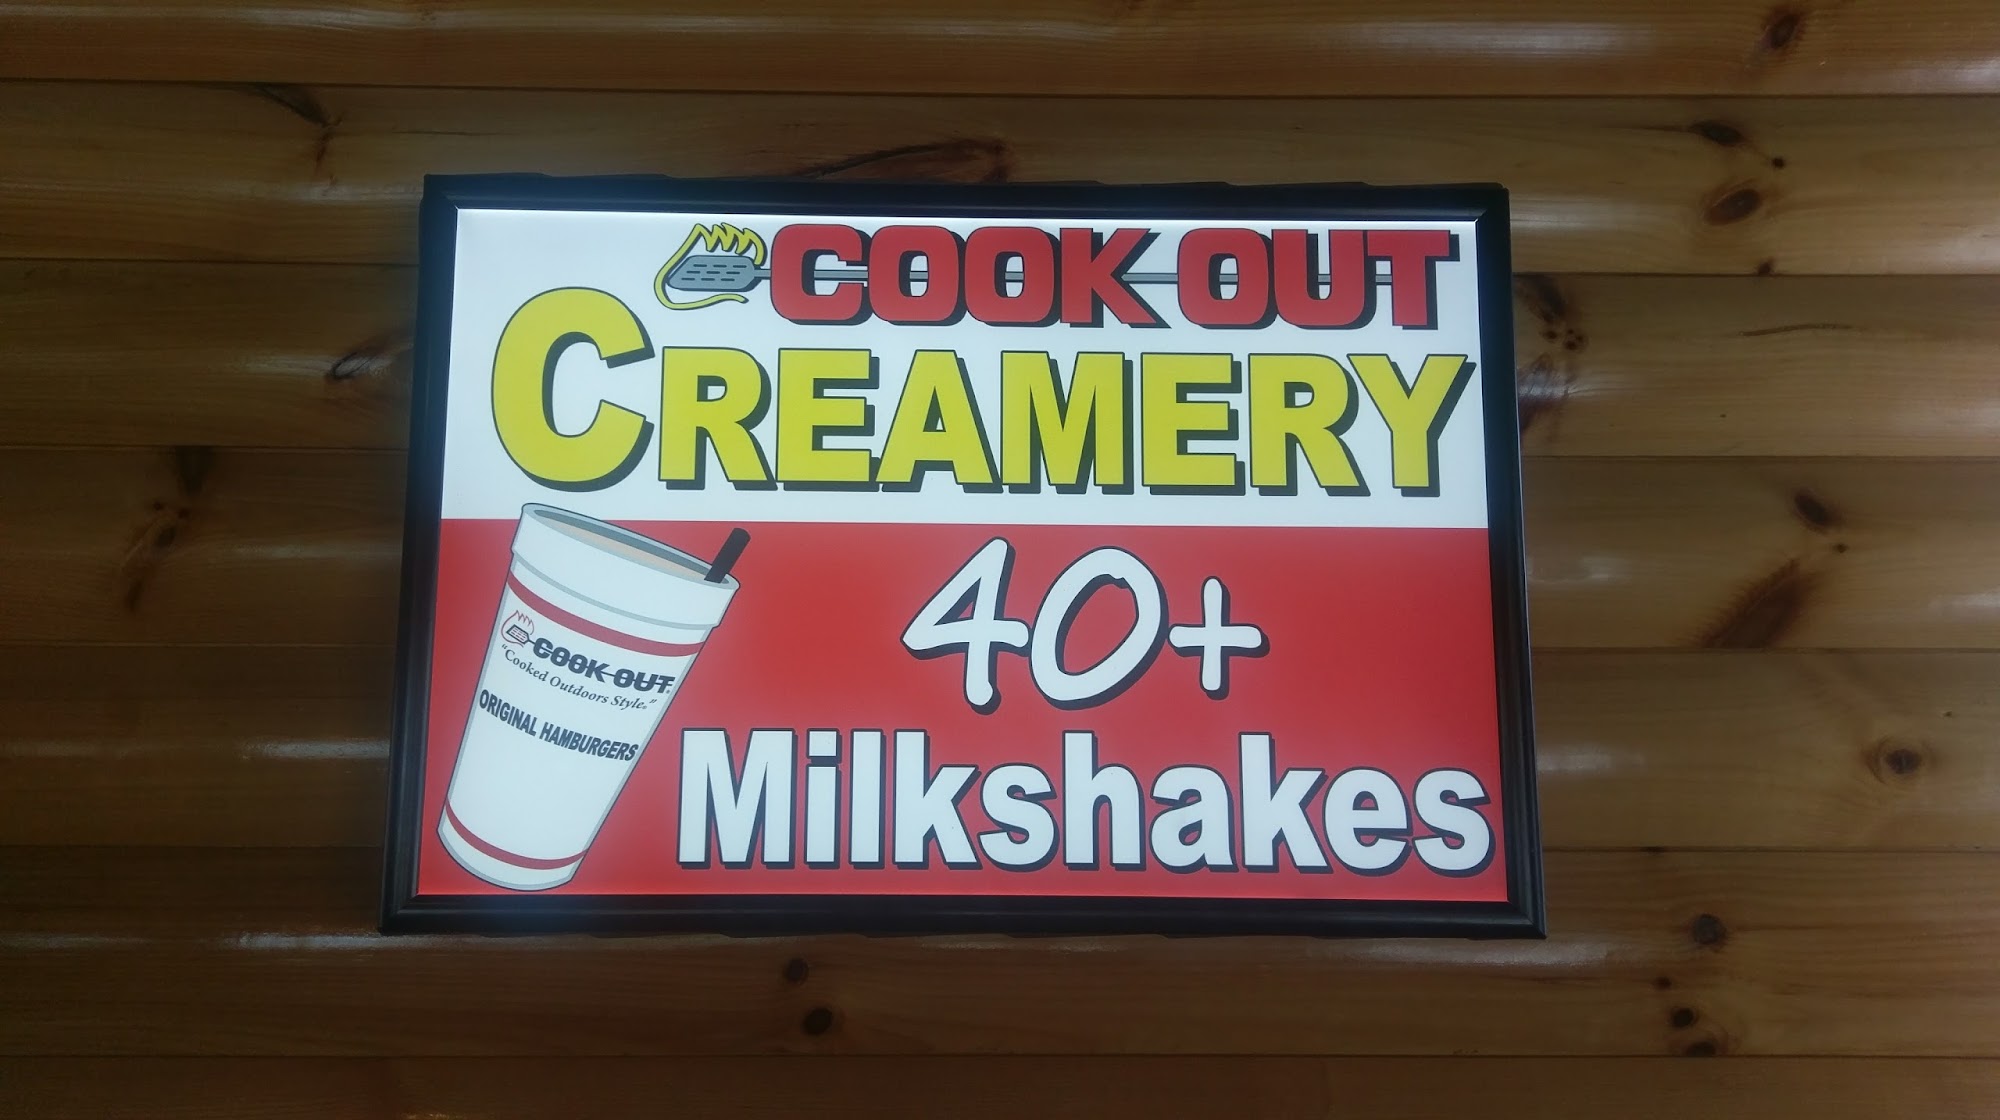 COOK OUT
CREAMERY
40+
Milkshakes
COOK OUT
"Cooked Outdoors Style."
ORIGINAL HAMBURGERS